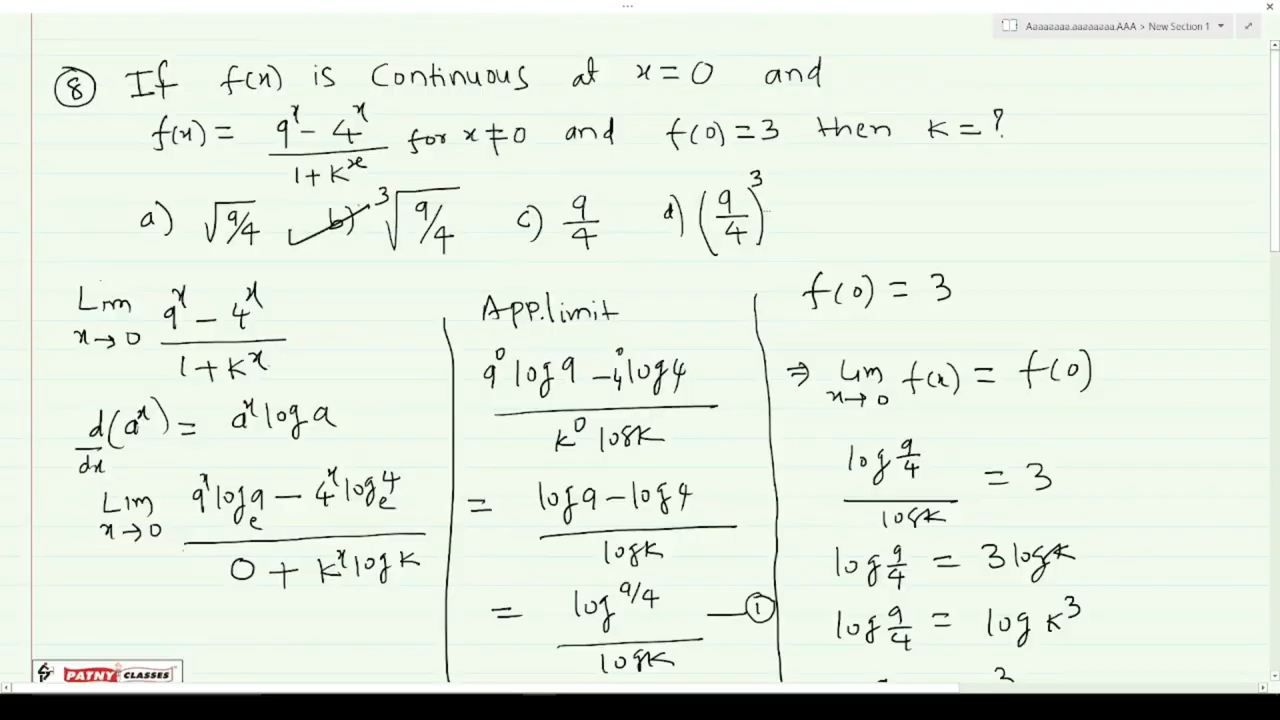 Aaaaaaaa.aaaaaaaa.AAA > New Section 1
⑧ If f(x) is Continuous at x=0 and
f(x) = (9^x - 4^x)/(1+K^x) for x≠0 and f(0)=3 then K=?
a) √9/4 b) ³√9/4 c) 9/4 d) (9/4)^3
Lim x→0 (9^x - 4^x)/(1+K^x)
d/dx (a^x) = a^x log a
Lim x→0 (9^x log_e 9 - 4^x log_e 4)/(0 + K^x log K)
App. limit
(9^0 log 9 - 4^0 log 4)/(K^0 log K)
= (log 9 - log 4)/(log K)
= (log 9/4)/(log K) — ①
f(0) = 3
⇒ Lim x→0 f(x) = f(0)
(log 9/4)/(log K) = 3
log 9/4 = 3 log K
log 9/4 = log K^3
PATNY CLASSES